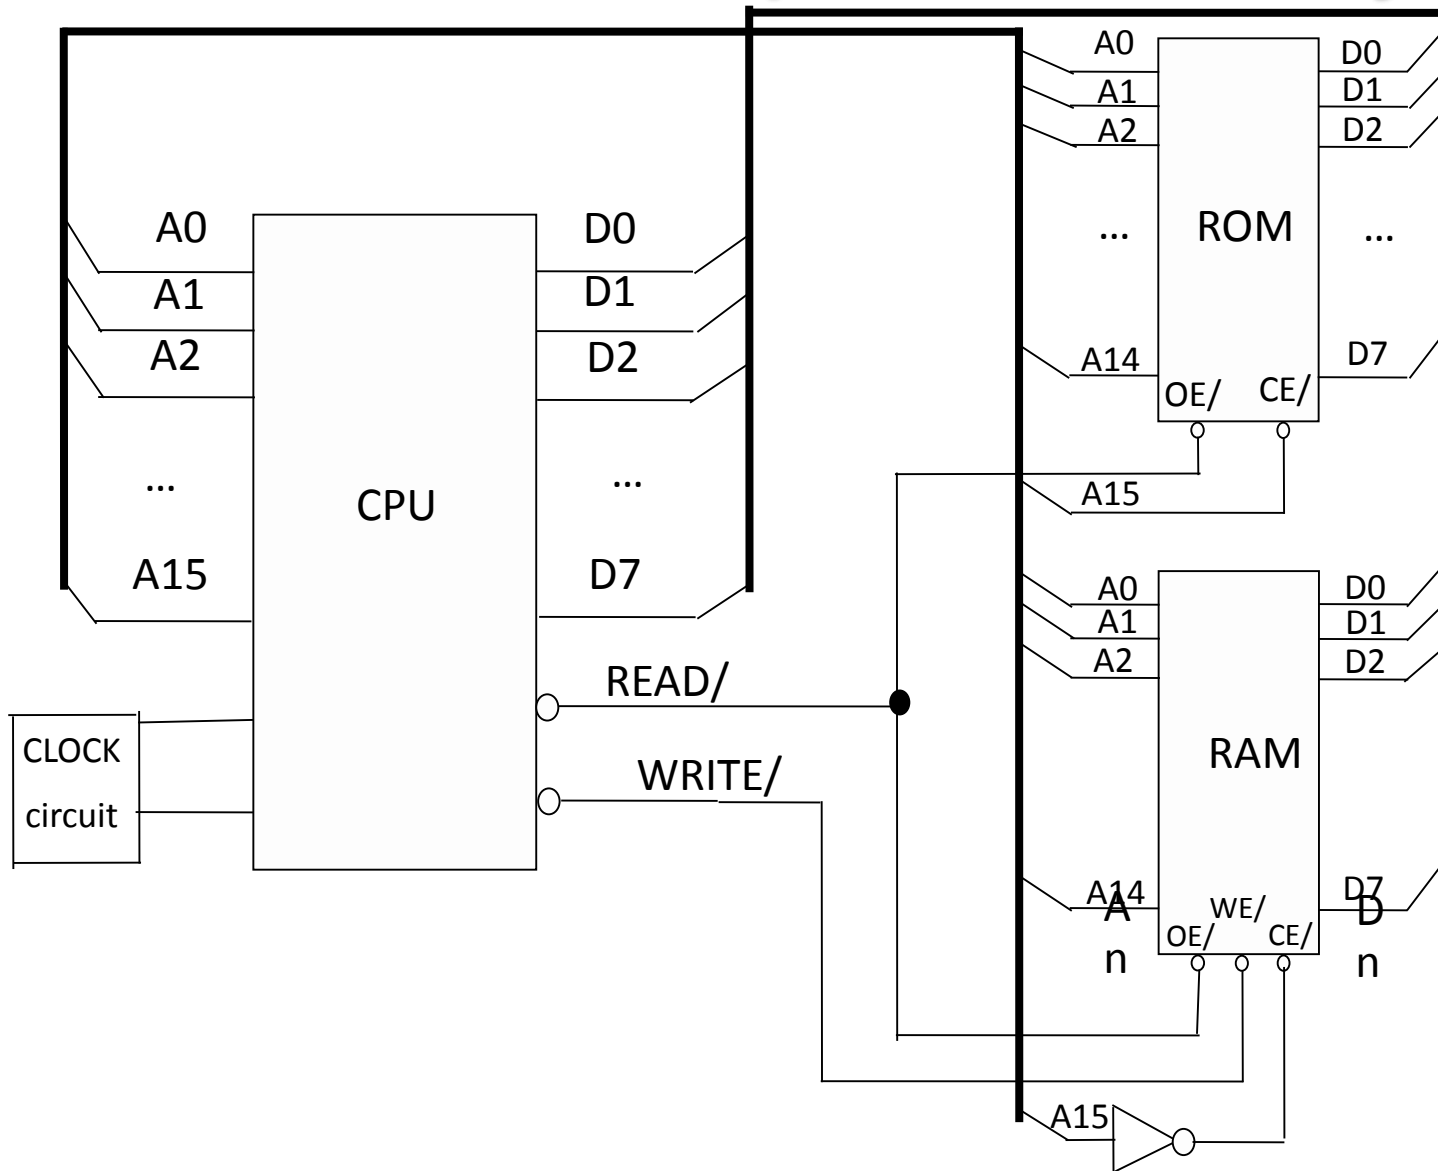 A0
A1
A2
...
A15
CPU
D0
D1
D2
...
D7
READ/
WRITE/
CLOCK
circuit
A0
A1
A2
...
A14
ROM
OE/ CE/
D0
D1
D2
...
D7
A15
A0
A1
A2
A14
A
n
RAM
WE/
OE/ CE/
D0
D1
D2
D7
D
n
A15